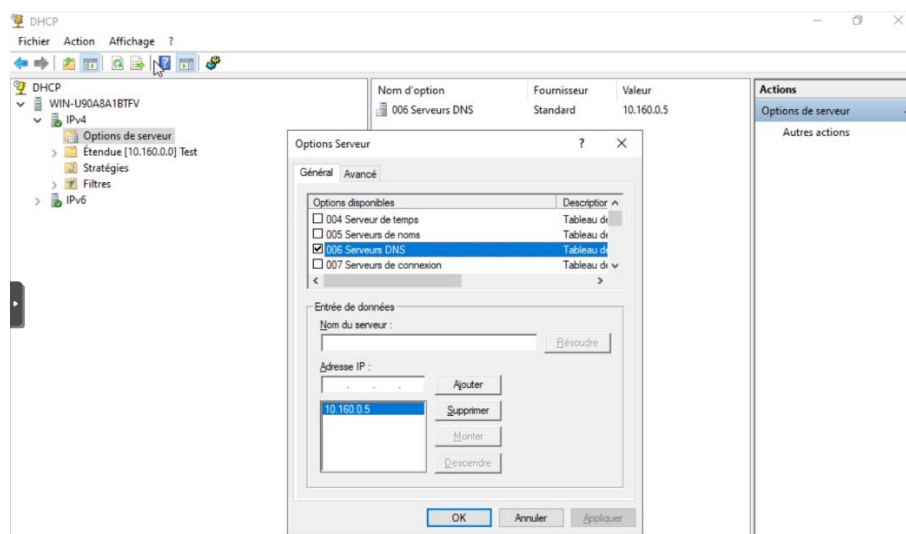 DHCP
Fichier Action Affichage ?
DHCP
WIN-U90A8A1BTFV
IPv4
Options de serveur
Étendue [10.160.0.0] Test
Stratégies
Filtres
IPv6
Nom d'option Fournisseur Valeur
006 Serveurs DNS Standard 10.160.0.5
Actions
Options de serveur
Autres actions
Options Serveur ? ×
Général Avancé
Options disponibles Descriptior
004 Serveur de temps Tableau de
005 Serveurs de noms Tableau de
006 Serveurs DNS Tableau de
007 Serveurs de connexion Tableau de
Entrée de données
Nom du serveur :
Résoudre
Adresse IP :
Ajouter
10.160.0.5
Supprimer
Monter
Descendre
OK Annuler Appliquer